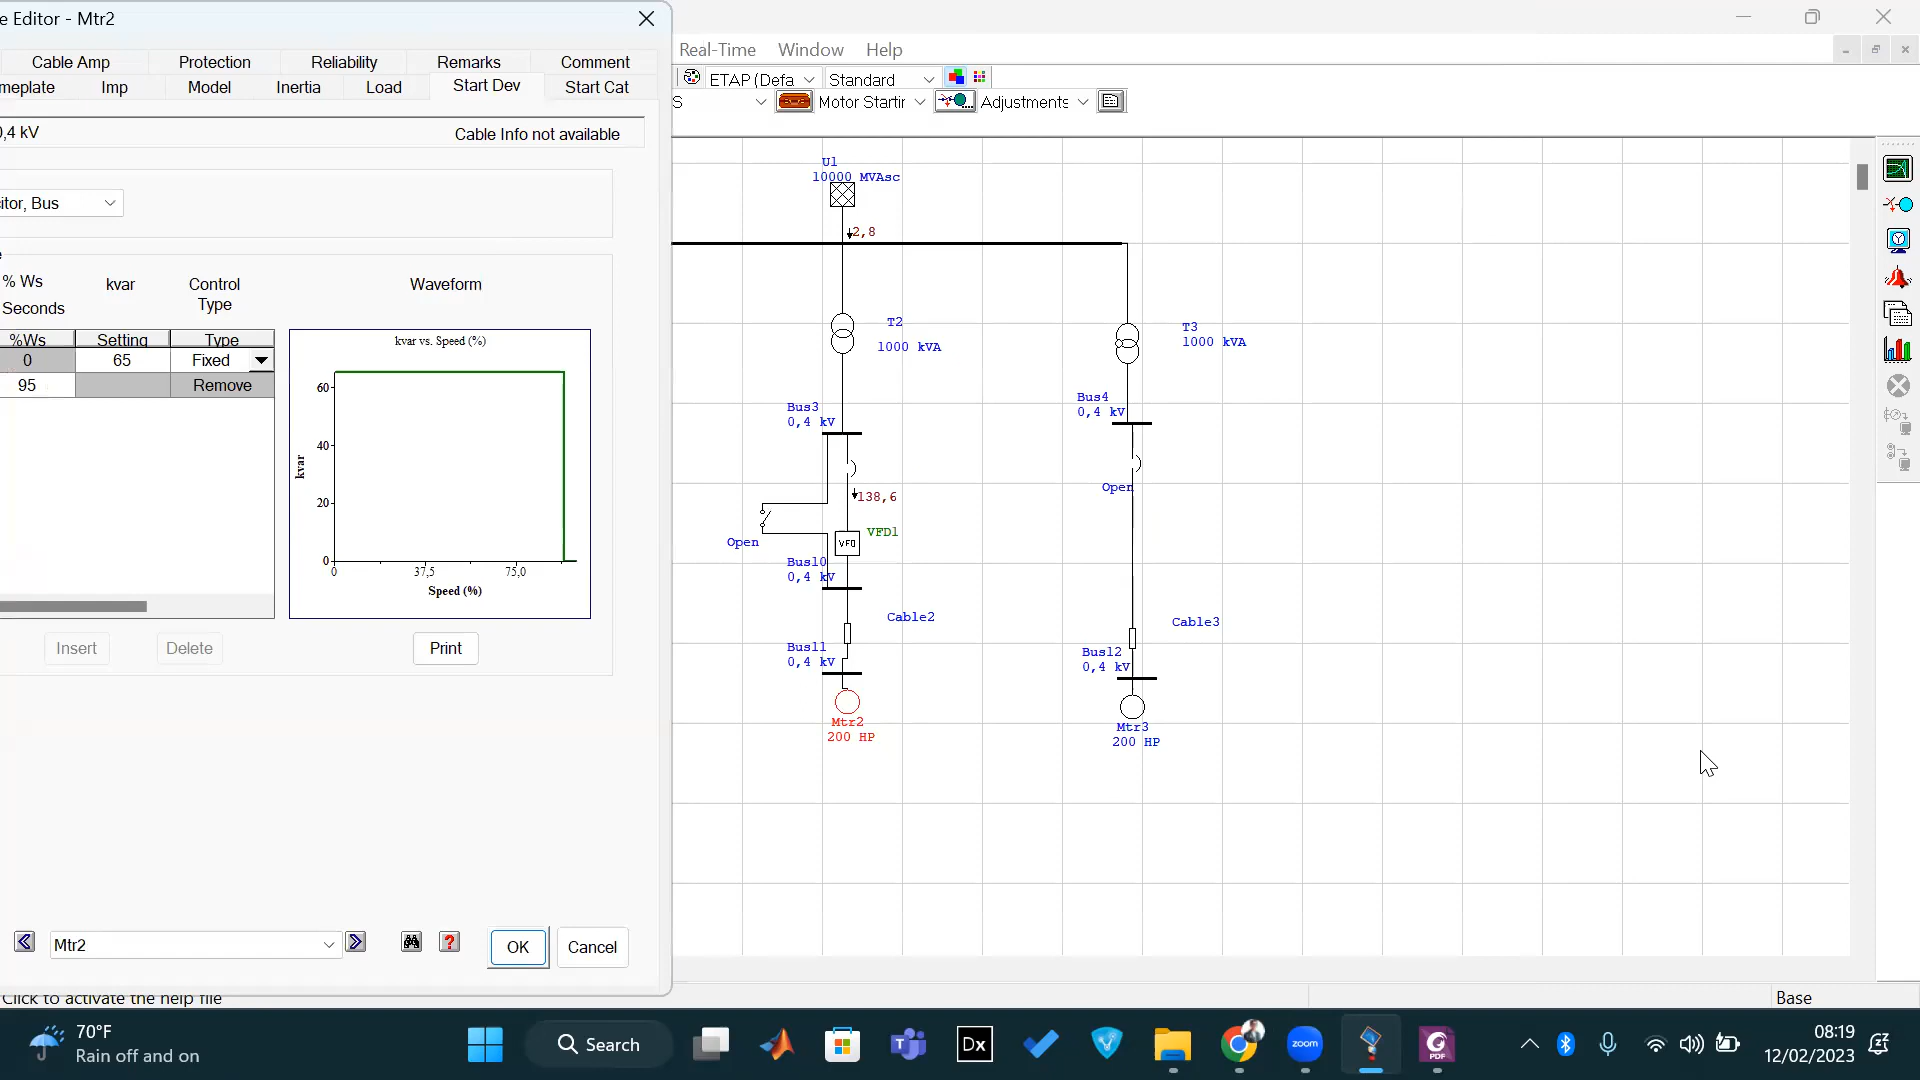 e Editor - Mtr2
Cable Amp
Protection
Reliability
Remarks
Comment
meplate
Imp
Model
Inertia
Load
Start Dev
Start Cat
0,4 kV
Cable Info not available
citor, Bus
% Ws
kvar
Control
Type
Waveform
Seconds
%Ws
Setting
Type
0
65
Fixed
95
Remove
kvar vs. Speed (%)
60
40
20
0
kvar
0
37,5
75,0
Speed (%)
Insert
Delete
Print
Mtr2
?
OK
Cancel
Click to activate the help file
Real-Time
Window
Help
ETAP (Defa
Standard
S
Motor Startir
Adjustments
U1
10000 MVAsc
2,8
T2
1000 kVA
T3
1000 kVA
Bus3
0,4 kV
Bus4
0,4 kV
138,6
Open
Open
VFD1
VFD
Bus10
0,4 kV
Cable2
Cable3
Bus11
0,4 kV
Bus12
0,4 kV
Mtr2
200 HP
Mtr3
200 HP
Base
70°F
Rain off and on
Search
Dx
zoom
PDF
08:19
12/02/2023